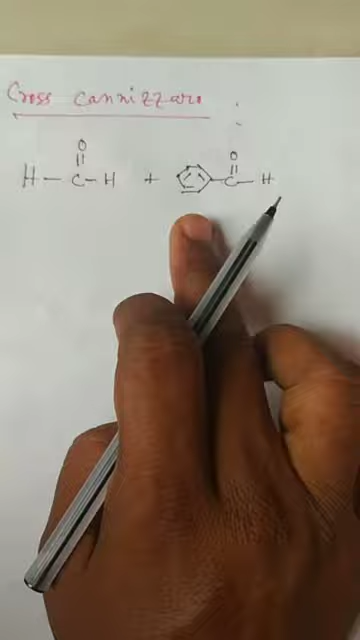 Cross cannizzaro :
O O
H - C - H + C - H